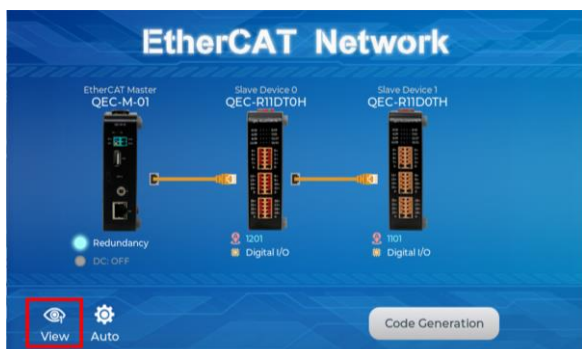 EtherCAT Network
EtherCAT Master
QEC-M-01
Slave Device 0
QEC-R11DT0H
Slave Device 1
QEC-R11D0TH
Redundancy
DC: OFF
1201
Digital I/O
1101
Digital I/O
View
Auto
Code Generation